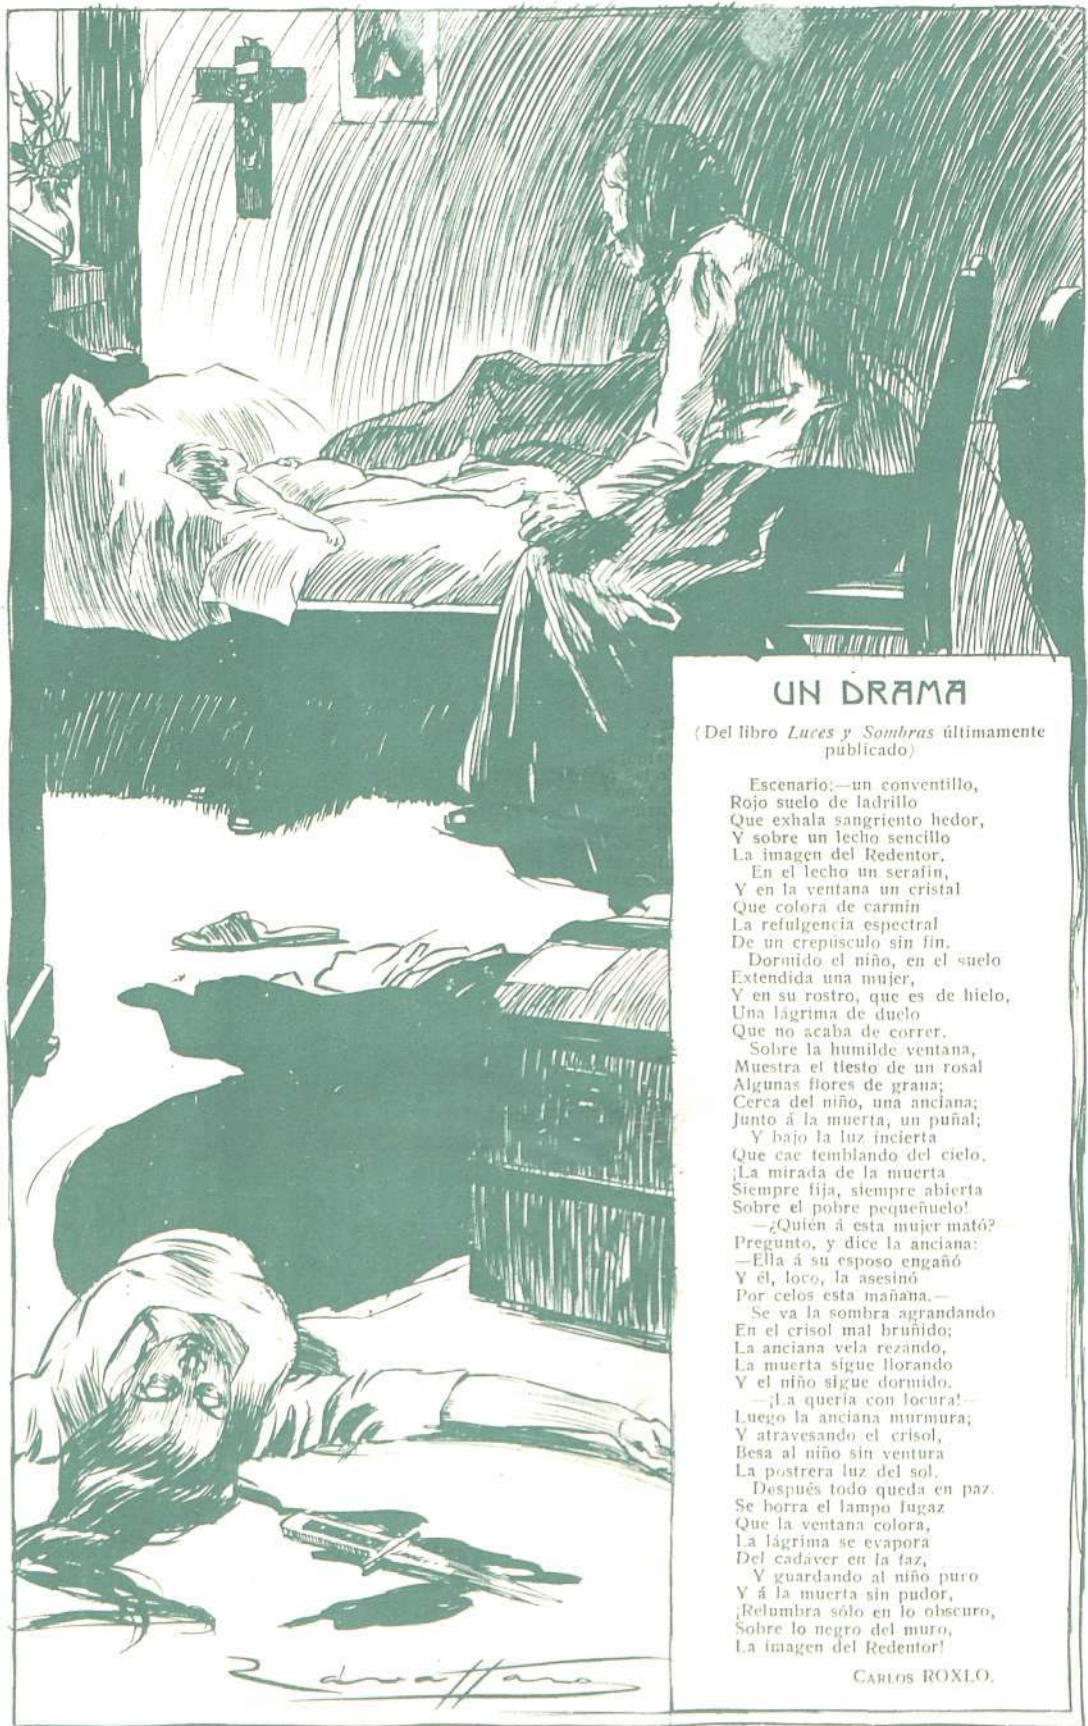 UN DRAMA
(Del libro Luces y Sombras últimamente
publicado)
Escenario:—un conventillo,
Rojo suelo de ladrillo
Que exhala sangriento hedor,
Y sobre un lecho sencillo
La imagen del Redentor.
En el lecho un serafín,
Y en la ventana un cristal
Que colora de carmín
La refulgencia espectral
De un crepúsculo sin fin.
Dormido el niño, en el suelo
Extendida una mujer,
Y en su rostro, que es de hielo,
Una lágrima de duelo
Que no acaba de correr.
Sobre la humilde ventana,
Muestra el tiesto de un rosal
Algunas flores de grana;
Cerca del niño, una anciana;
Junto á la muerta, un puñal;
Y bajo la luz incierta
Que cae temblando del cielo,
¡La mirada de la muerta
Siempre fija, siempre abierta
Sobre el pobre pequeñuelo!
—¿Quién á esta mujer mató?
Pregunto, y dice la anciana:
—Ella á su esposo engañó
Y él, loco, la asesinó
Por celos esta mañana.—
Se va la sombra agrandando
En el crisol mal bruñido;
La anciana vela rezando,
La muerta sigue llorando
Y el niño sigue dormido.
—¡La quería con locura!—
Luego la anciana murmura;
Y atravesando el crisol,
Besa al niño sin ventura
La postrera luz del sol.
Después todo queda en paz.
Se borra el lampo fugaz
Que la ventana colora,
La lágrima se evapora
Del cadáver en la faz,
Y guardando al niño puro
Y á la muerta sin pudor,
¡Relumbra sólo en lo obscuro,
Sobre lo negro del muro,
La imagen del Redentor!
CARLOS ROXLO.